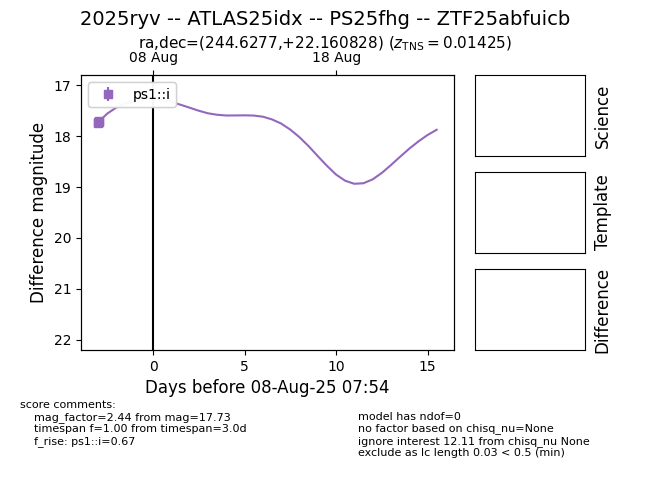 2025ryv -- ATLAS25idx -- PS25fhg -- ZTF25abfuicb
ra,dec=(244.6277,+22.160828) (z_TNS = 0.01425)
08 Aug
18 Aug
ps1::i
17
18
19
20
21
22
Difference magnitude
0
5
10
15
Days before 08-Aug-25 07:54
Science
Template
Difference
score comments:
mag_factor=2.44 from mag=17.73
timespan f=1.00 from timespan=3.0d
f_rise: ps1::i=0.67
model has ndof=0
no factor based on chisq_nu=None
ignore interest 12.11 from chisq_nu None
exclude as lc length 0.03 < 0.5 (min)